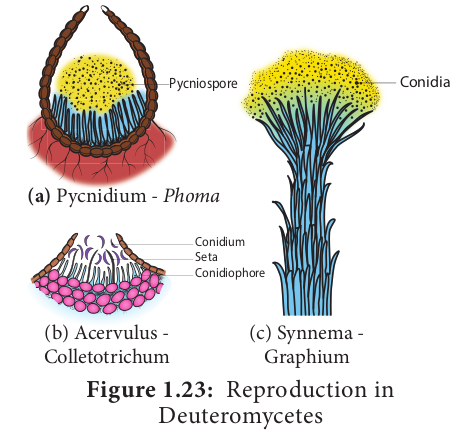 Pycniospore
Conidia
(a) Pycnidium - Phoma
Conidium
Seta
Conidiophore
(b) Acervulus -
Colletotrichum
(c) Synnema -
Graphium
Figure 1.23: Reproduction in
Deuteromycetes